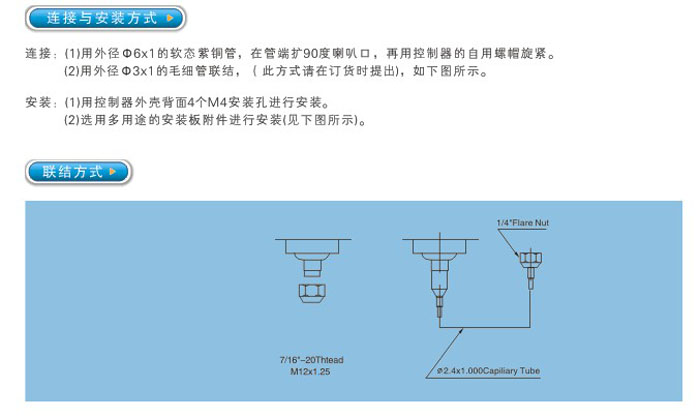 连接与安装方式
连接：(1)用外径Φ6x1的软态紫铜管，在管端扩90度喇叭口，再用控制器的自用螺帽旋紧。
(2)用外径Φ3x1的毛细管联结，（ 此方式请在订货时提出)，如下图所示。
安装：(1)用控制器外壳背面4个M4安装孔进行安装。
(2)选用多用途的安装板附件进行安装(见下图所示)。
联结方式
1/4"Flare Nut
7/16"-20Thtead
M12x1.25
ø2.4x1.000Capiliary Tube